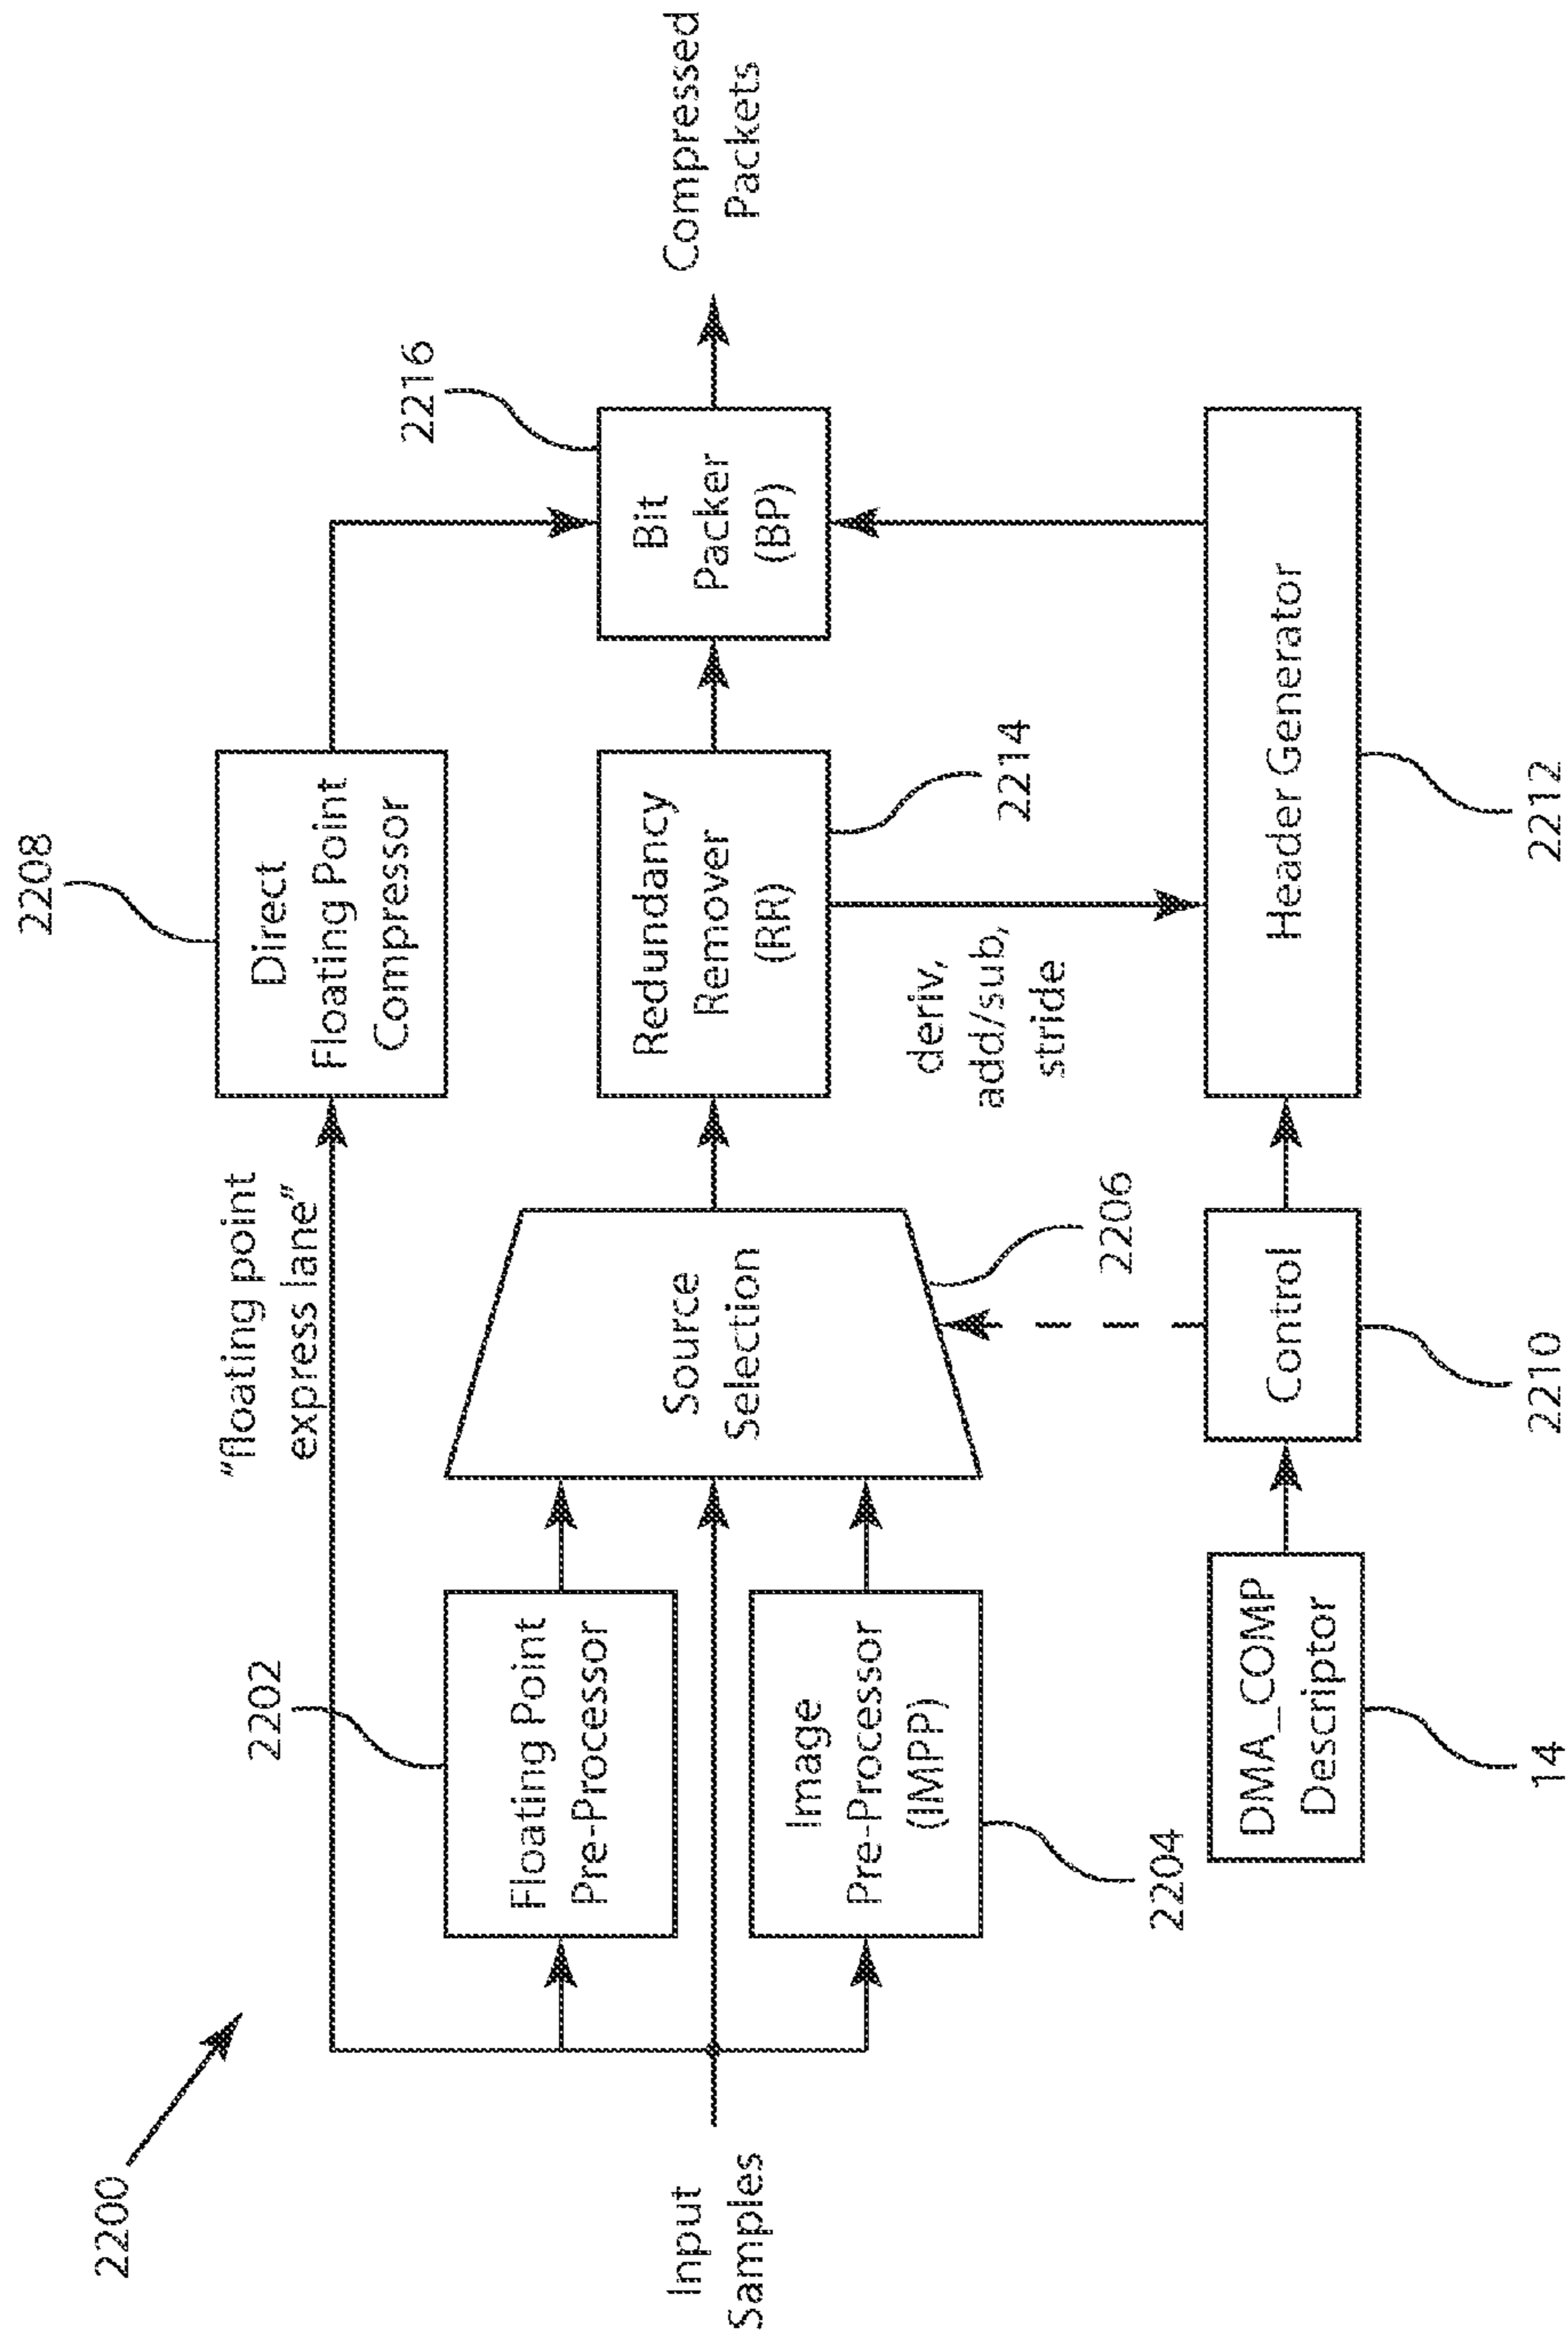 2200
2208
"floating point
express lane"
Direct
Floating Point
Compressor
2216
2202
Floating Point
Pre-Processor
Input
Samples
Source
Selection
Redundancy
Remover
(RR)
Bit
Packer
(BP)
Compressed
Packets
Image
Pre-Processor
(IMPP)
2204
2206
deriv,
add/sub,
stride
2214
DMA_COMP
Descriptor
Control
Header Generator
14
2210
2212